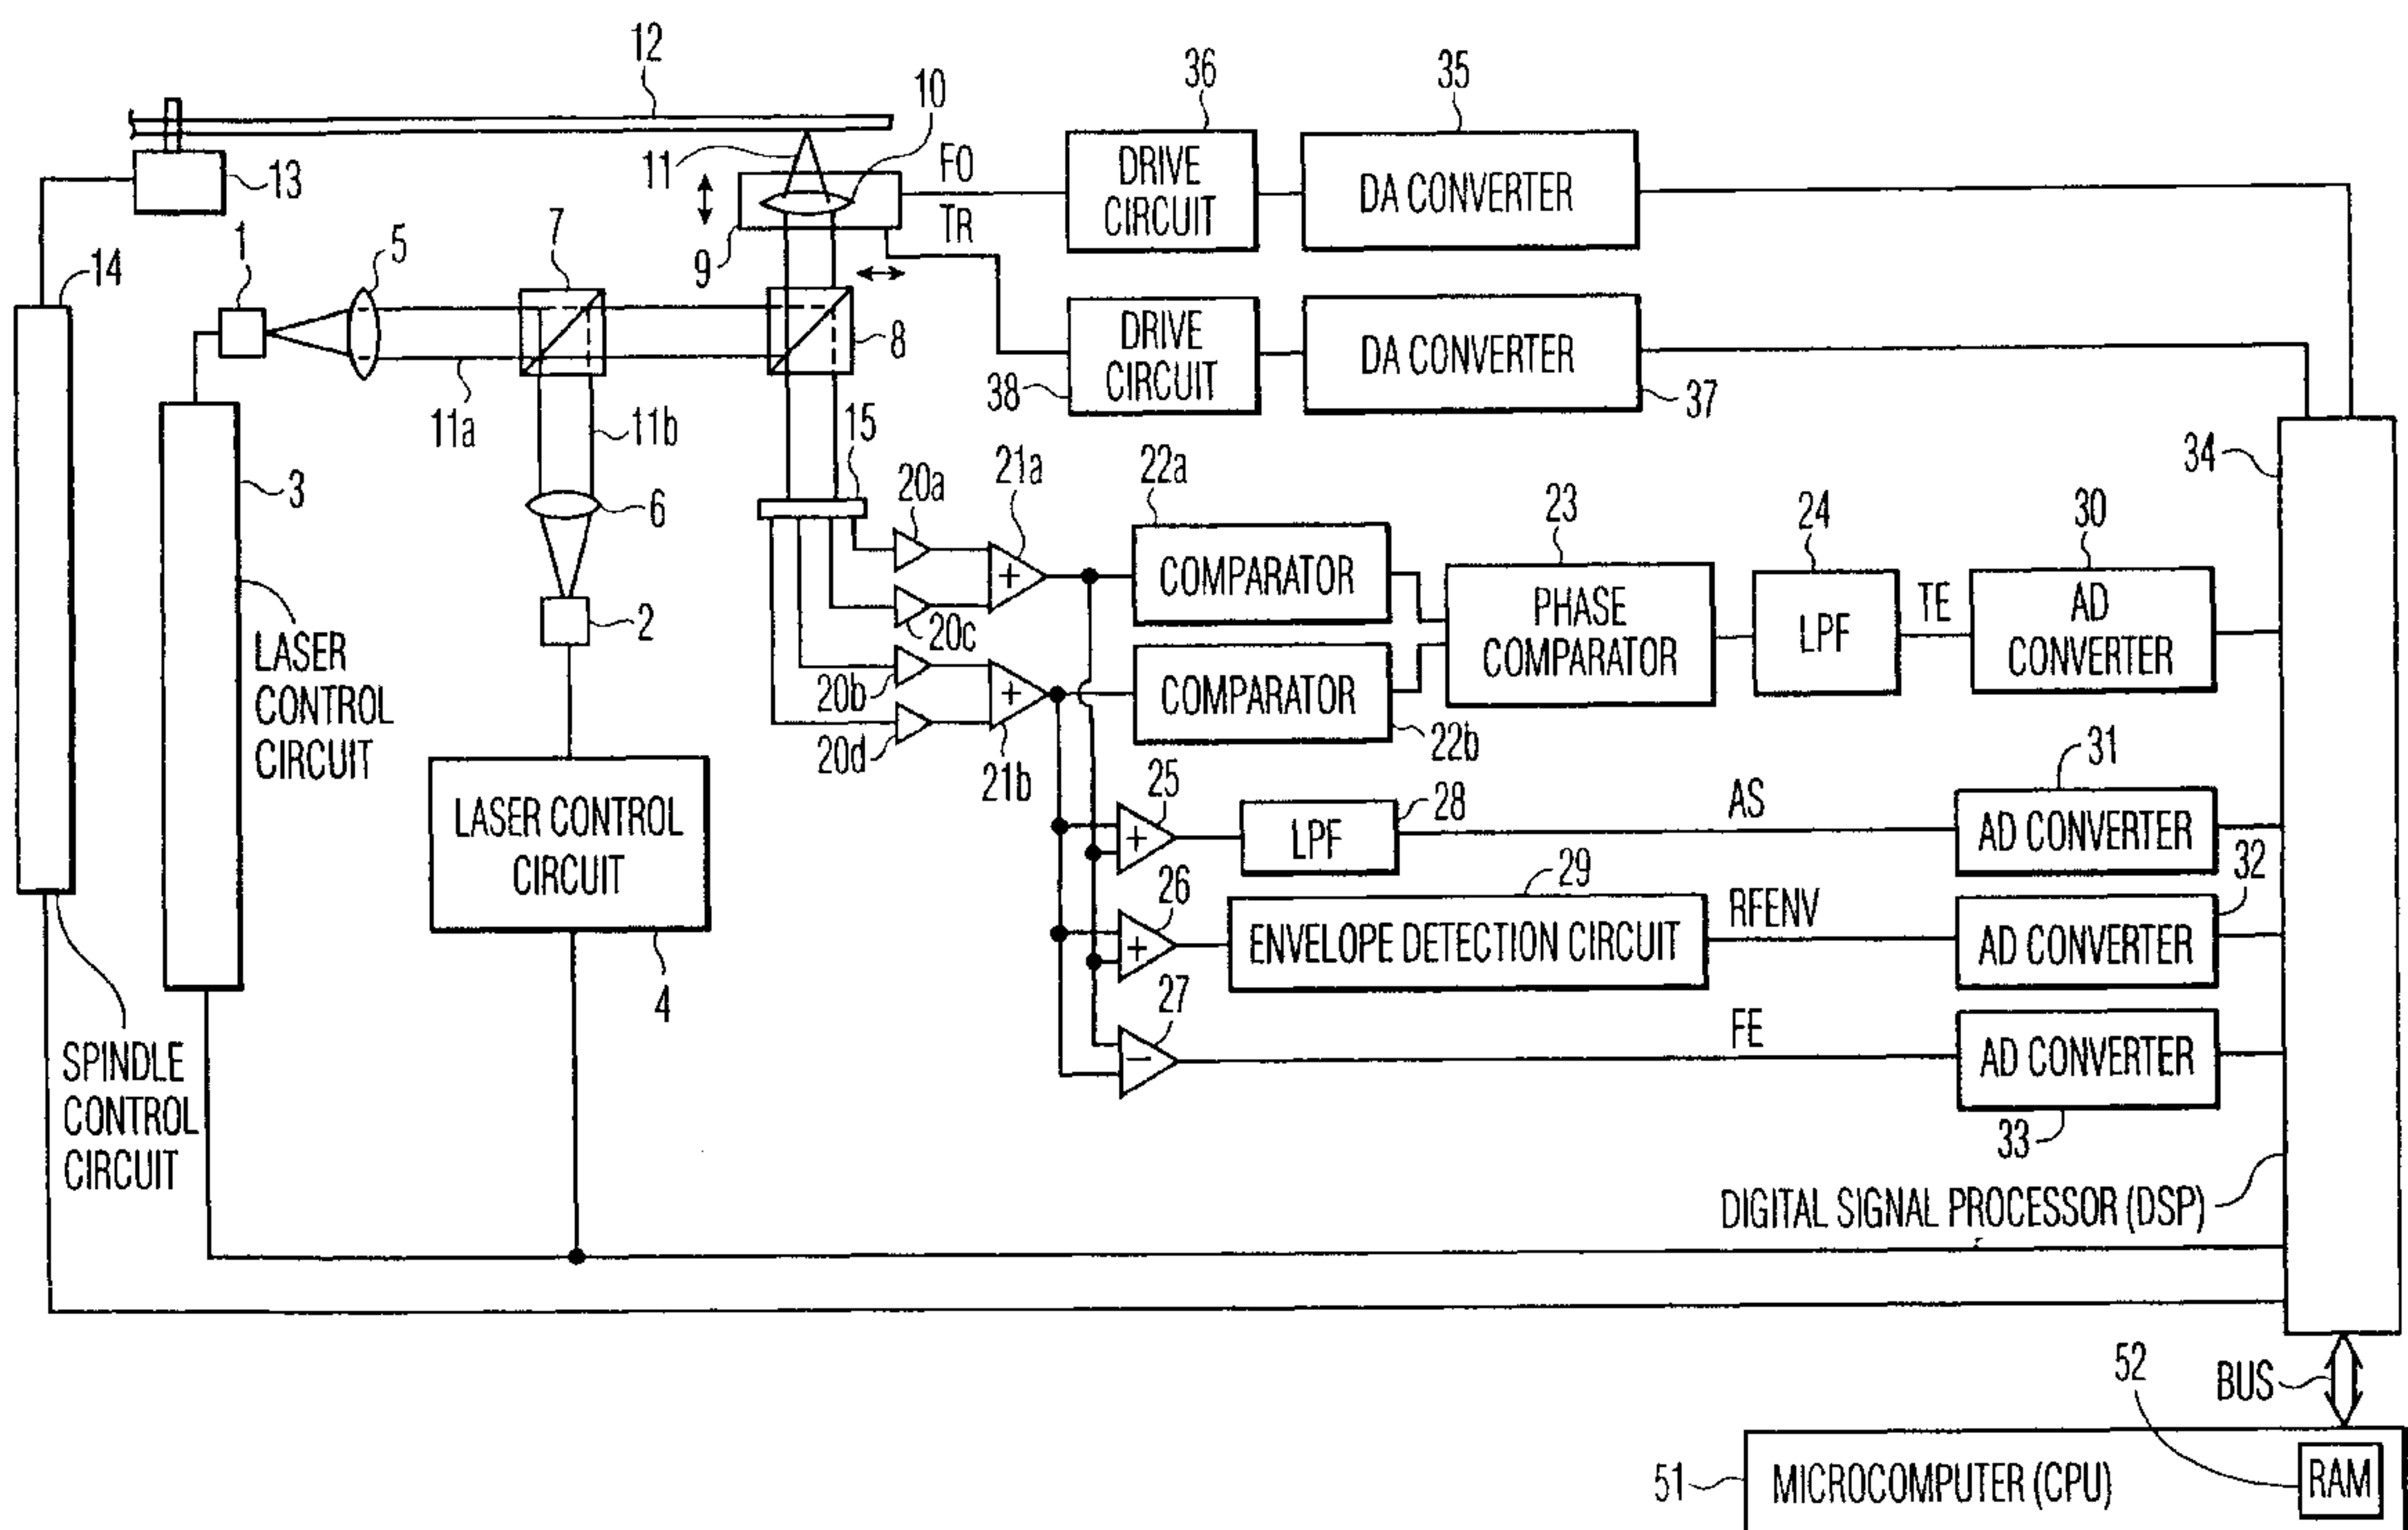 12
36
35
10
11
FO
DRIVE
CIRCUIT
DA CONVERTER
13
TR
7
9
1
5
14
8
DRIVE
CIRCUIT
DA CONVERTER
38
37
11a
11b
15
3
6
20a
21a
22a
23
24
30
34
COMPARATOR
PHASE
COMPARATOR
LPF
TE
AD
CONVERTER
20c
2
LASER
CONTROL
CIRCUIT
20b
COMPARATOR
20d
21b
22b
25
28
AS
31
LASER CONTROL
CIRCUIT
LPF
AD CONVERTER
26
29
32
ENVELOPE DETECTION CIRCUIT
RFENV
AD CONVERTER
4
27
FE
AD CONVERTER
33
SPINDLE
CONTROL
CIRCUIT
DIGITAL SIGNAL PROCESSOR (DSP)
BUS
52
51
MICROCOMPUTER (CPU)
RAM
+
+
+
+
−